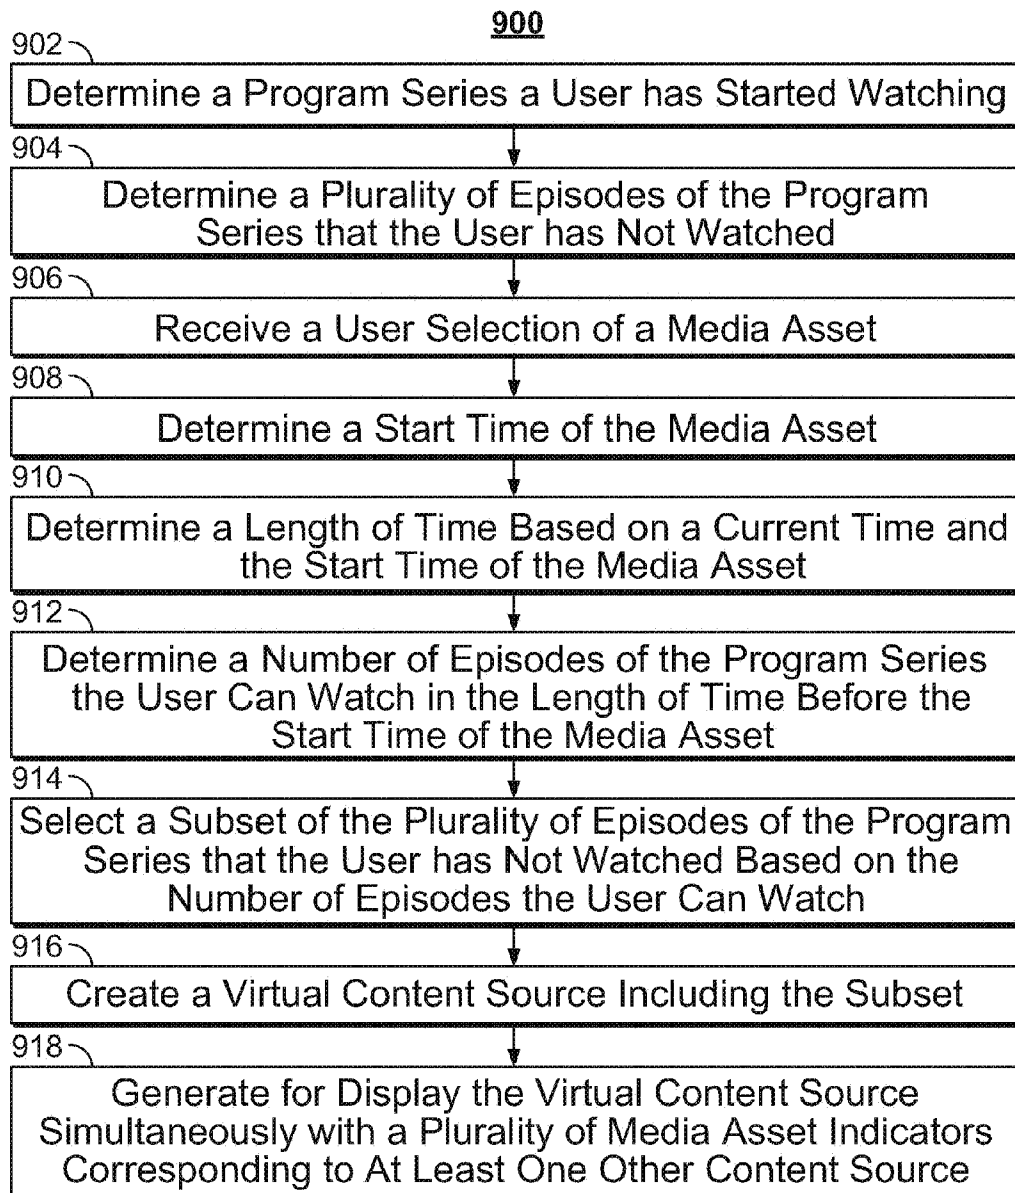 900
902
Determine a Program Series a User has Started Watching
904
Determine a Plurality of Episodes of the Program
Series that the User has Not Watched
906
Receive a User Selection of a Media Asset
908
Determine a Start Time of the Media Asset
910
Determine a Length of Time Based on a Current Time and
the Start Time of the Media Asset
912
Determine a Number of Episodes of the Program Series
the User Can Watch in the Length of Time Before the
Start Time of the Media Asset
914
Select a Subset of the Plurality of Episodes of the Program
Series that the User has Not Watched Based on the
Number of Episodes the User Can Watch
916
Create a Virtual Content Source Including the Subset
918
Generate for Display the Virtual Content Source
Simultaneously with a Plurality of Media Asset Indicators
Corresponding to At Least One Other Content Source